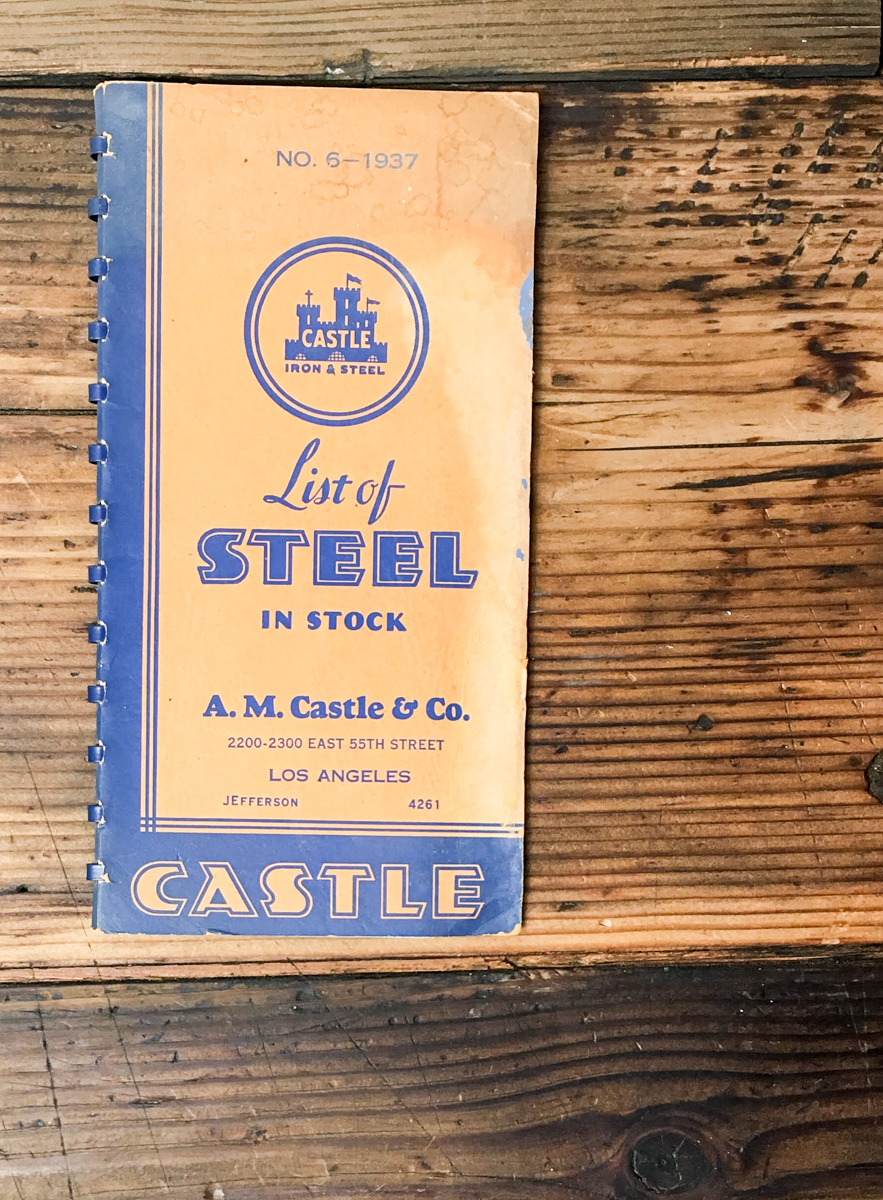 NO. 6—1937
CASTLE
IRON & STEEL
List of
STEEL
IN STOCK
A. M. Castle & Co.
2200-2300 EAST 55TH STREET
LOS ANGELES
JEFFERSON 4261
CASTLE